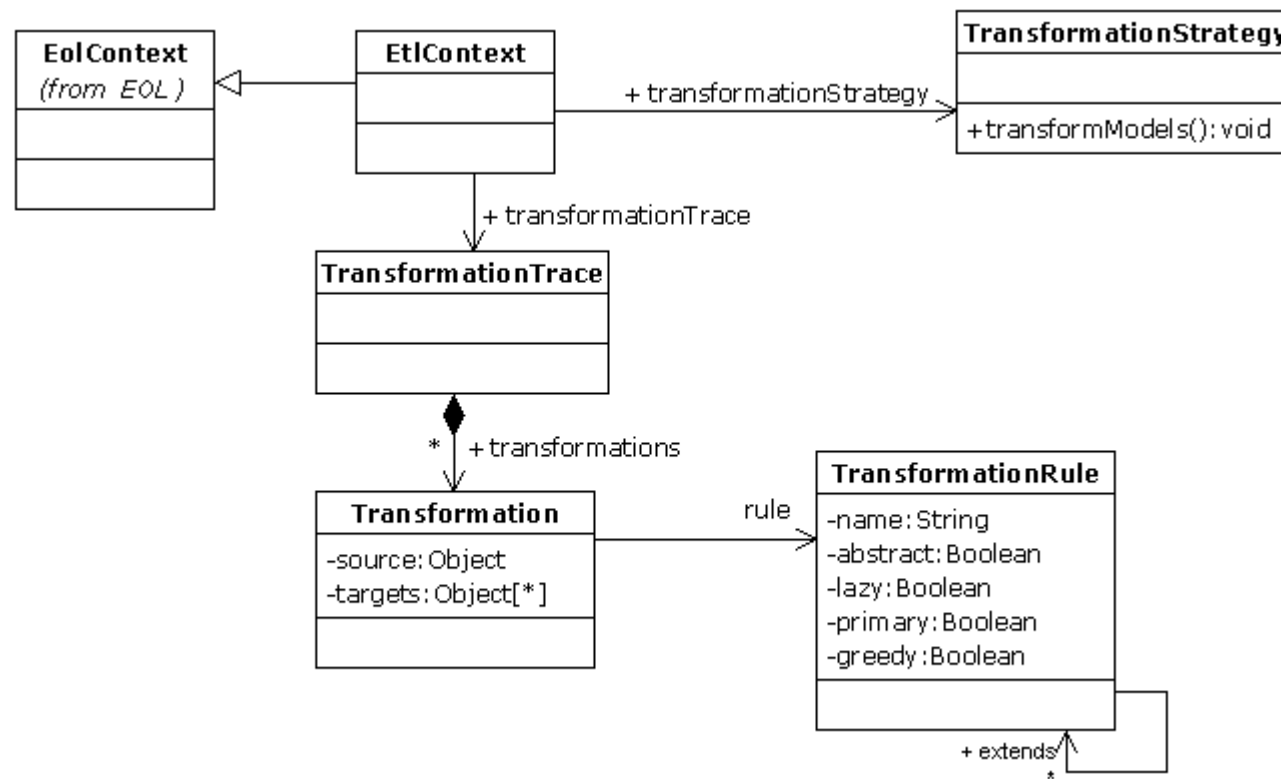 EolContext
(from EOL)
EtlContext
TransformationStrategy
+transformModels(): void
+ transformationStrategy
+ transformationTrace
TransformationTrace
*
+ transformations
Transformation
-source: Object
-targets: Object[*]
rule
TransformationRule
-name: String
-abstract: Boolean
-lazy: Boolean
-primary: Boolean
-greedy: Boolean
+ extends
*